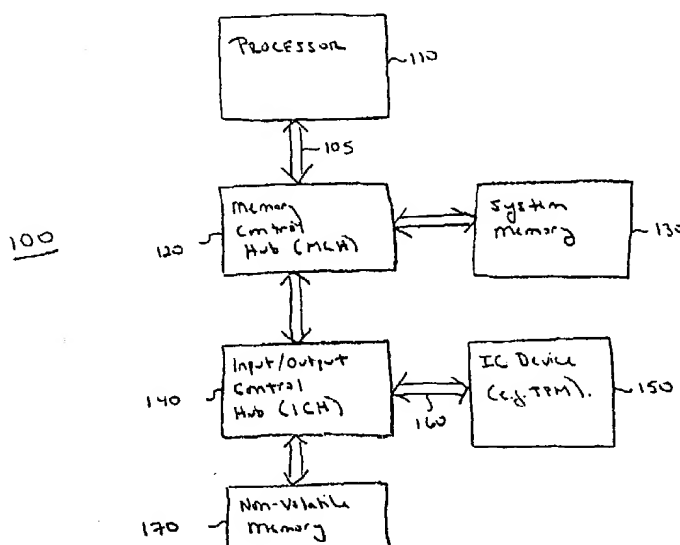 PROCESSOR
110
105
Memory
Control
Hub (MCH)
120
System
Memory
130
100
Input/Output
Control
Hub (ICH)
140
160
IC Device
(e.g. TPM).
150
Non-Volatile
Memory
170